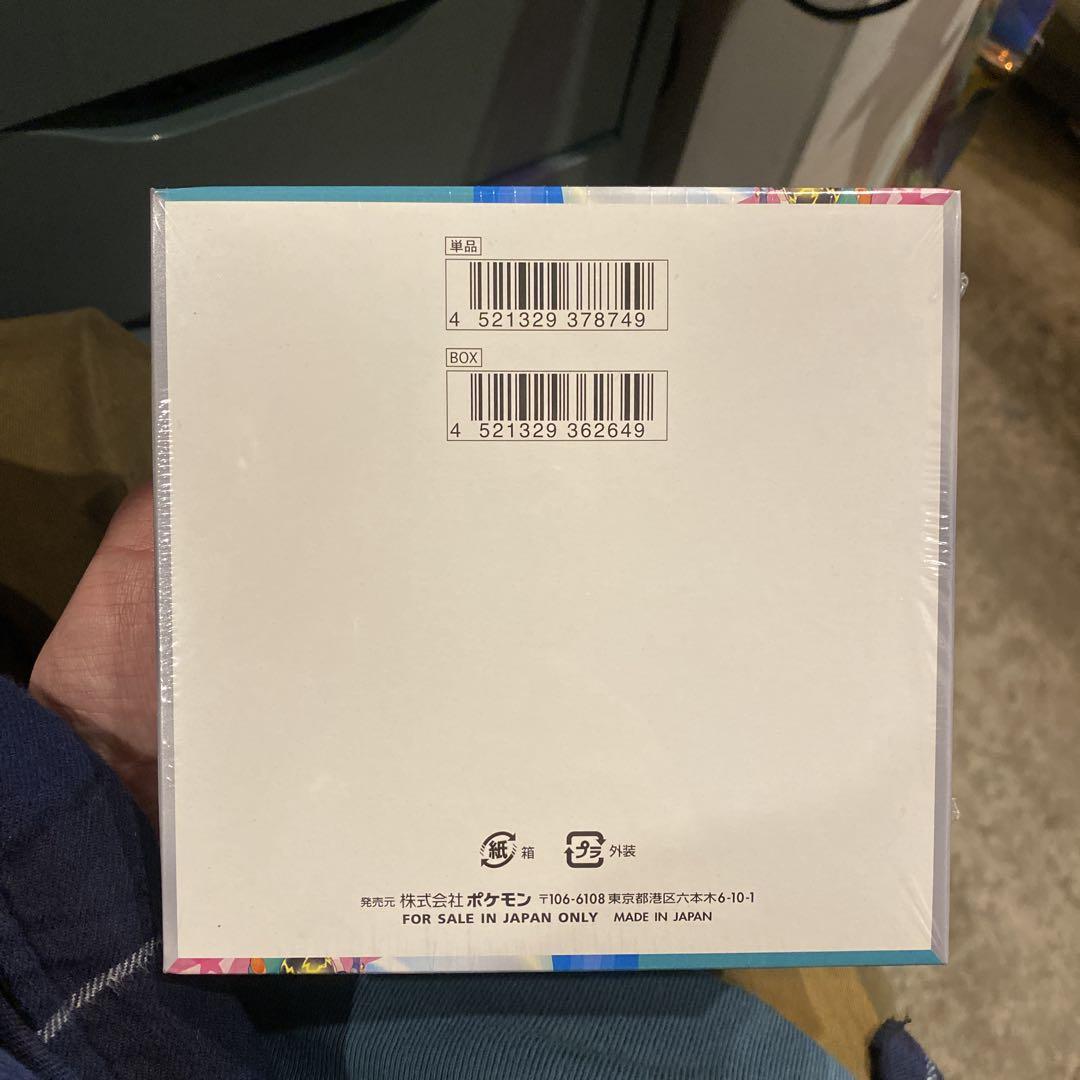 単品
4 521329 378749
BOX
4 521329 362649
紙 箱 プラ 外装
発売元 株式会社ポケモン 〒106-6108 東京都港区六本木6-10-1
FOR SALE IN JAPAN ONLY MADE IN JAPAN